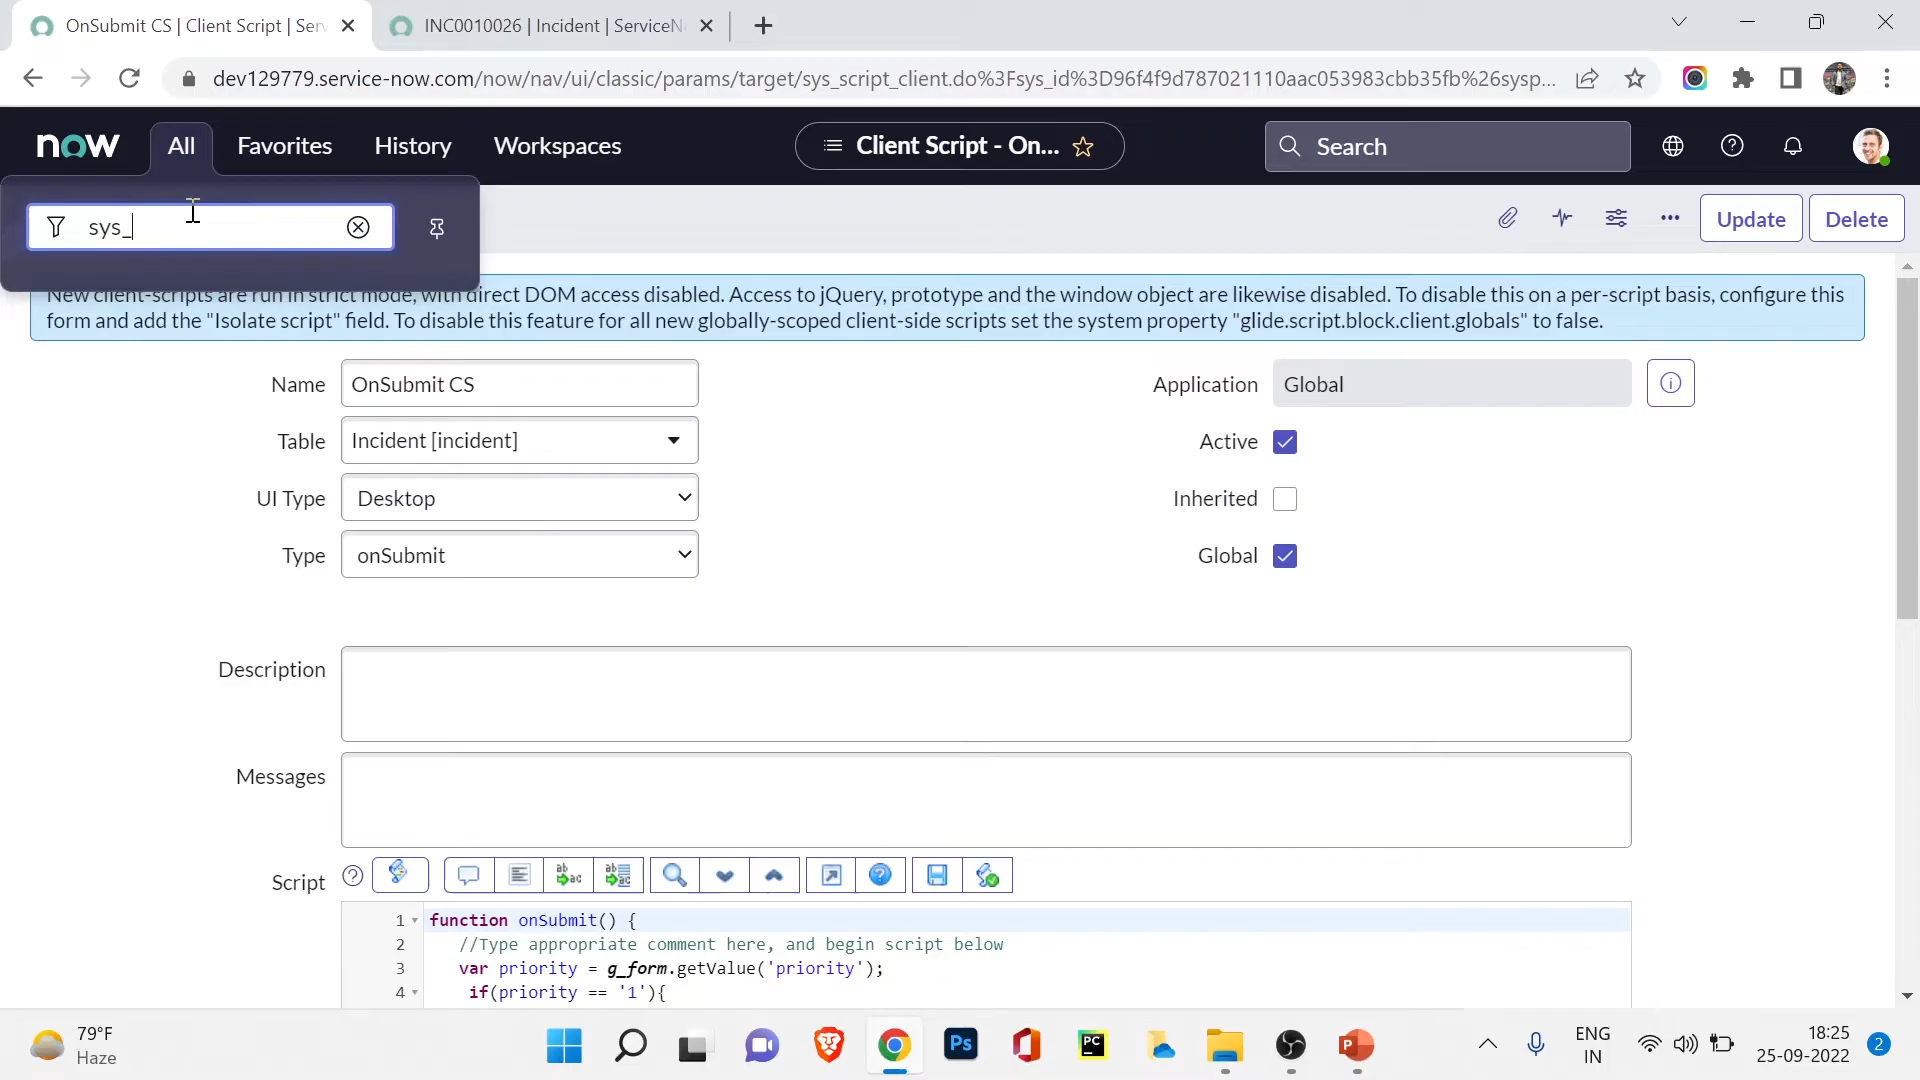 OnSubmit CS | Client Script | Ser
INC0010026 | Incident | ServiceN
dev129779.service-now.com/now/nav/ui/classic/params/target/sys_script_client.do%3Fsys_id%3D96f4f9d787021110aac053983cbb35fb%26sysp...
now
All
Favorites
History
Workspaces
Client Script - On...
Search
sys_
Update
Delete
New client-scripts are run in strict mode, with direct DOM access disabled. Access to jQuery, prototype and the window object are likewise disabled. To disable this on a per-script basis, configure this
form and add the "Isolate script" field. To disable this feature for all new globally-scoped client-side scripts set the system property "glide.script.block.client.globals" to false.
Name
OnSubmit CS
Application
Global
Table
Incident [incident]
Active
UI Type
Desktop
Inherited
Type
onSubmit
Global
Description
Messages
Script
1 function onSubmit() {
2 //Type appropriate comment here, and begin script below
3 var priority = g_form.getValue('priority');
4 if(priority == '1'){
79°F
Haze
Ps
PC
P
ENG
IN
18:25
25-09-2022
2